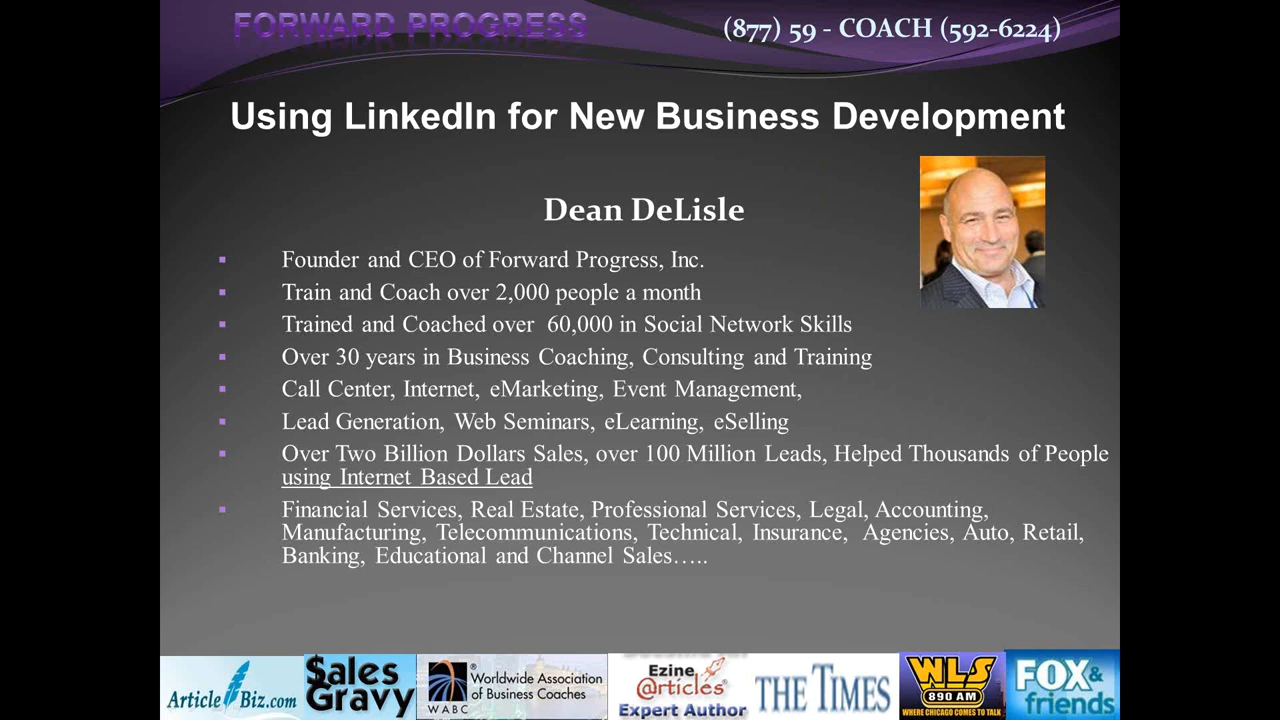 FORWARD PROGRESS
(877) 59 - COACH (592-6224)
Using LinkedIn for New Business Development
Dean DeLisle
Founder and CEO of Forward Progress, Inc.
Train and Coach over 2,000 people a month
Trained and Coached over 60,000 in Social Network Skills
Over 30 years in Business Coaching, Consulting and Training
Call Center, Internet, eMarketing, Event Management,
Lead Generation, Web Seminars, eLearning, eSelling
Over Two Billion Dollars Sales, over 100 Million Leads, Helped Thousands of People
using Internet Based Lead
Financial Services, Real Estate, Professional Services, Legal, Accounting,
Manufacturing, Telecommunications, Technical, Insurance, Agencies, Auto, Retail,
Banking, Educational and Channel Sales…..
ArticleBiz.com
$ales
Gravy
Worldwide Association
of Business Coaches
WABC
Ezine
@rticles®
Expert Author
THE TIMES
WLS
890 AM
WHERE CHICAGO COMES TO TALK
FOX &
friends